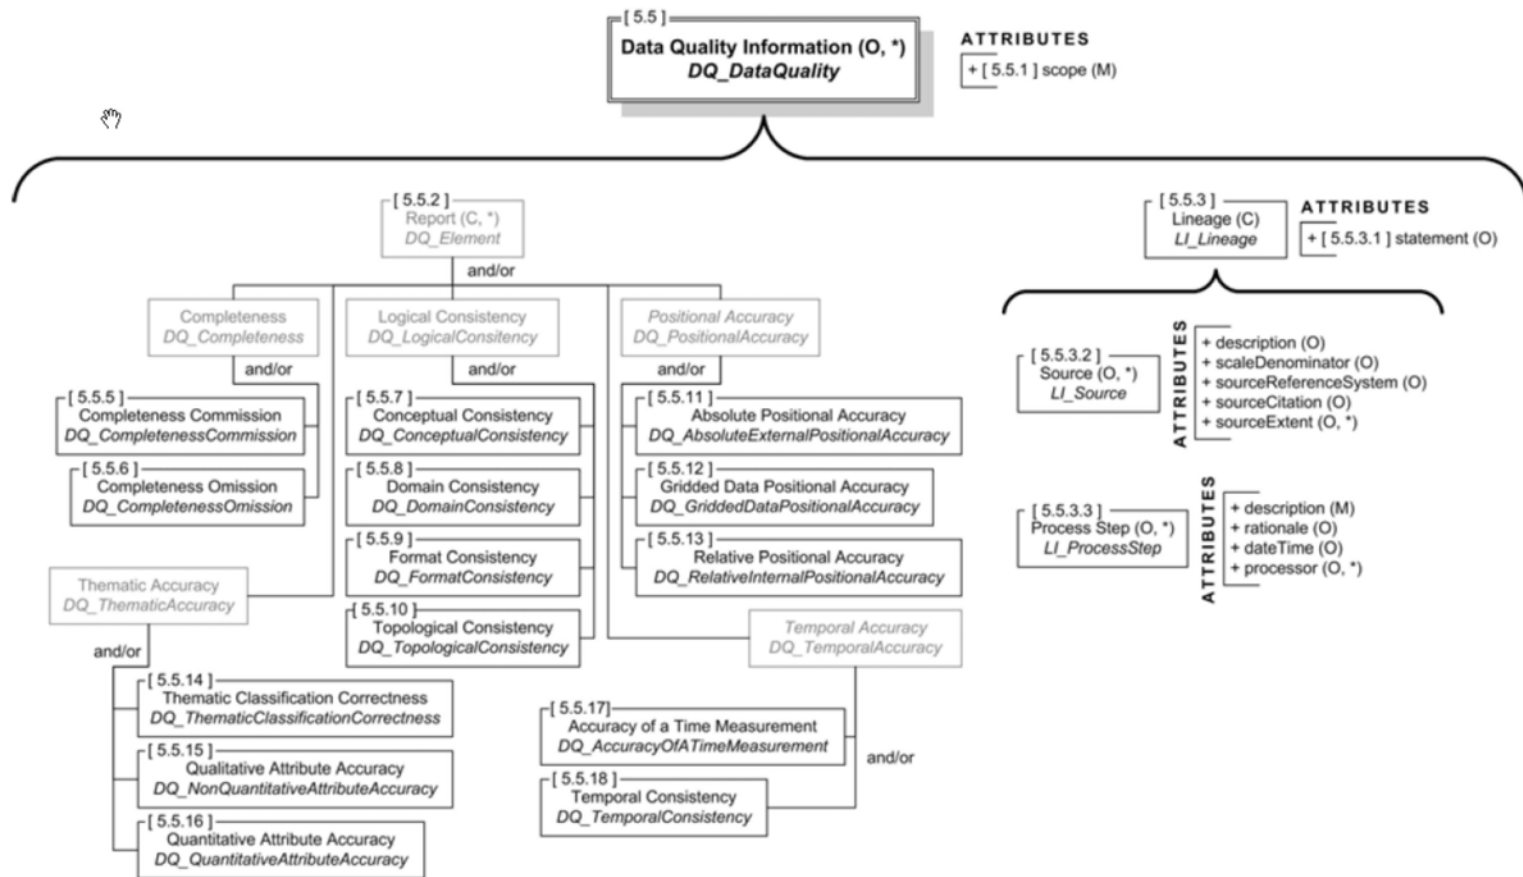 [ 5.5 ]
Data Quality Information (O, *)
DQ_DataQuality
ATTRIBUTES
+ [ 5.5.1 ] scope (M)
[ 5.5.2 ]
Report (C, *)
DQ_Element
and/or
[ 5.5.3 ]
Lineage (C)
LI_Lineage
ATTRIBUTES
+ [ 5.5.3.1 ] statement (O)
Completeness
DQ_Completeness
and/or
Logical Consistency
DQ_LogicalConsitency
and/or
Positional Accuracy
DQ_PositionalAccuracy
and/or
[ 5.5.5 ]
Completeness Commission
DQ_CompletenessCommission
[ 5.5.6 ]
Completeness Omission
DQ_CompletenessOmission
[ 5.5.7 ]
Conceptual Consistency
DQ_ConceptualConsistency
[ 5.5.8 ]
Domain Consistency
DQ_DomainConsistency
[ 5.5.9 ]
Format Consistency
DQ_FormatConsistency
[ 5.5.10 ]
Topological Consistency
DQ_TopologicalConsistency
[ 5.5.11 ]
Absolute Positional Accuracy
DQ_AbsoluteExternalPositionalAccuracy
[ 5.5.12 ]
Gridded Data Positional Accuracy
DQ_GriddedDataPositionalAccuracy
[ 5.5.13 ]
Relative Positional Accuracy
DQ_RelativeInternalPositionalAccuracy
Thematic Accuracy
DQ_ThematicAccuracy
and/or
[ 5.5.14 ]
Thematic Classification Correctness
DQ_ThematicClassificationCorrectness
[ 5.5.15 ]
Qualitative Attribute Accuracy
DQ_NonQuantitativeAttributeAccuracy
[ 5.5.16 ]
Quantitative Attribute Accuracy
DQ_QuantitativeAttributeAccuracy
Temporal Accuracy
DQ_TemporalAccuracy
and/or
[ 5.5.17]
Accuracy of a Time Measurement
DQ_AccuracyOfATimeMeasurement
[ 5.5.18 ]
Temporal Consistency
DQ_TemporalConsistency
[ 5.5.3.2 ]
Source (O, *)
LI_Source
ATTRIBUTES
+ description (O)
+ scaleDenominator (O)
+ sourceReferenceSystem (O)
+ sourceCitation (O)
+ sourceExtent (O, *)
[ 5.5.3.3 ]
Process Step (O, *)
LI_ProcessStep
ATTRIBUTES
+ description (M)
+ rationale (O)
+ dateTime (O)
+ processor (O, *)